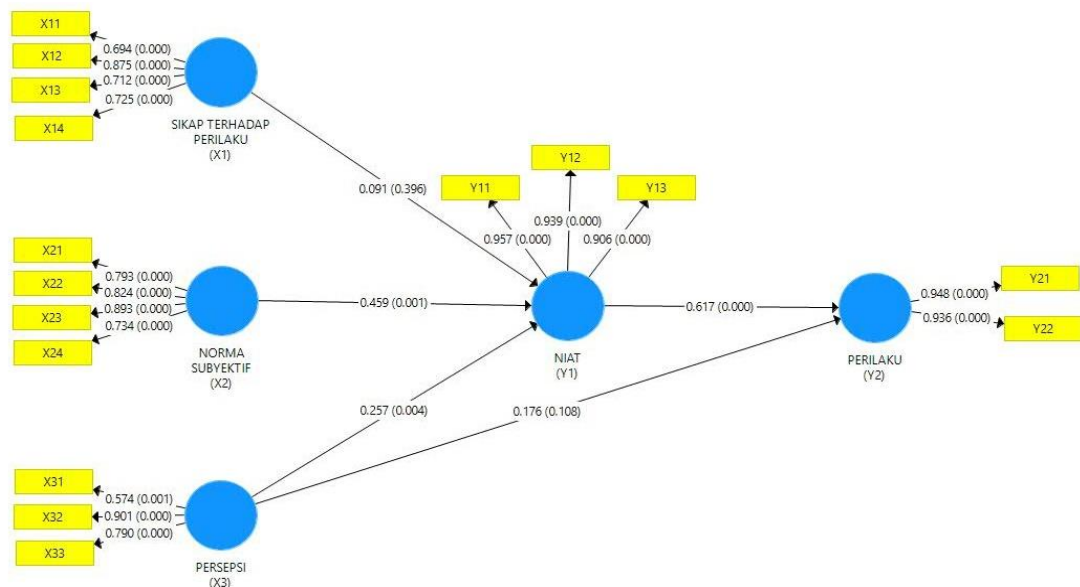 X11
X12
X13
X14
0.694 (0.000)
0.875 (0.000)
0.712 (0.000)
0.725 (0.000)
SIKAP TERHADAP
PERILAKU
(X1)
0.091 (0.396)
Y11
Y12
Y13
0.957 (0.000)
0.939 (0.000)
0.906 (0.000)
X21
X22
X23
X24
0.793 (0.000)
0.824 (0.000)
0.893 (0.000)
0.734 (0.000)
NORMA
SUBYEKTIF
(X2)
0.459 (0.001)
NIAT
(Y1)
0.617 (0.000)
PERILAKU
(Y2)
0.948 (0.000)
0.936 (0.000)
Y21
Y22
0.257 (0.004)
0.176 (0.108)
X31
X32
X33
0.574 (0.001)
0.901 (0.000)
0.790 (0.000)
PERSEPSI
(X3)